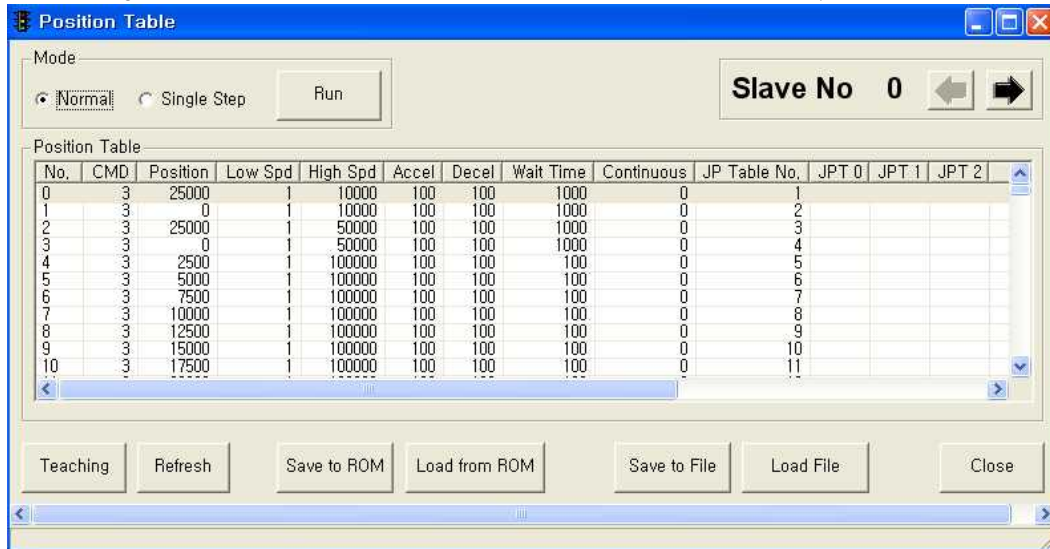 Position Table
Mode
Normal Single Step Run
Slave No 0
Position Table
No. CMD Position Low Spd High Spd Accel Decel Wait Time Continuous JP Table No. JPT 0 JPT 1 JPT 2
0 3 25000 1 10000 100 100 1000 0 1
1 3 0 1 10000 100 100 1000 0 2
2 3 25000 1 50000 100 100 1000 0 3
3 3 0 1 50000 100 100 1000 0 4
4 3 2500 1 100000 100 100 100 0 5
5 3 5000 1 100000 100 100 100 0 6
6 3 7500 1 100000 100 100 100 0 7
7 3 10000 1 100000 100 100 100 0 8
8 3 12500 1 100000 100 100 100 0 9
9 3 15000 1 100000 100 100 100 0 10
10 3 17500 1 100000 100 100 100 0 11
Teaching Refresh Save to ROM Load from ROM Save to File Load File Close